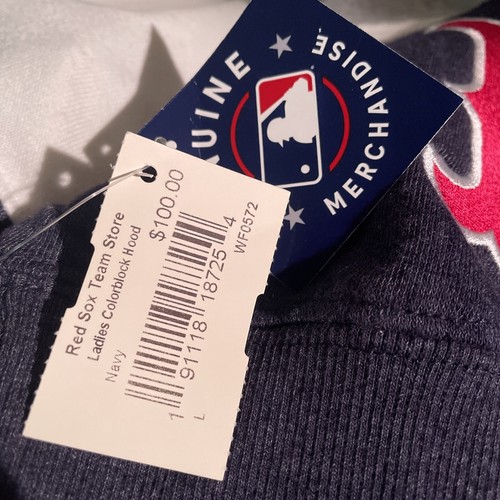 GENUINE
MERCHANDISE
Red Sox Team Store
Ladies Colorblock Hood
Navy
$100.00
1 91118 18725 4
L
WF0572